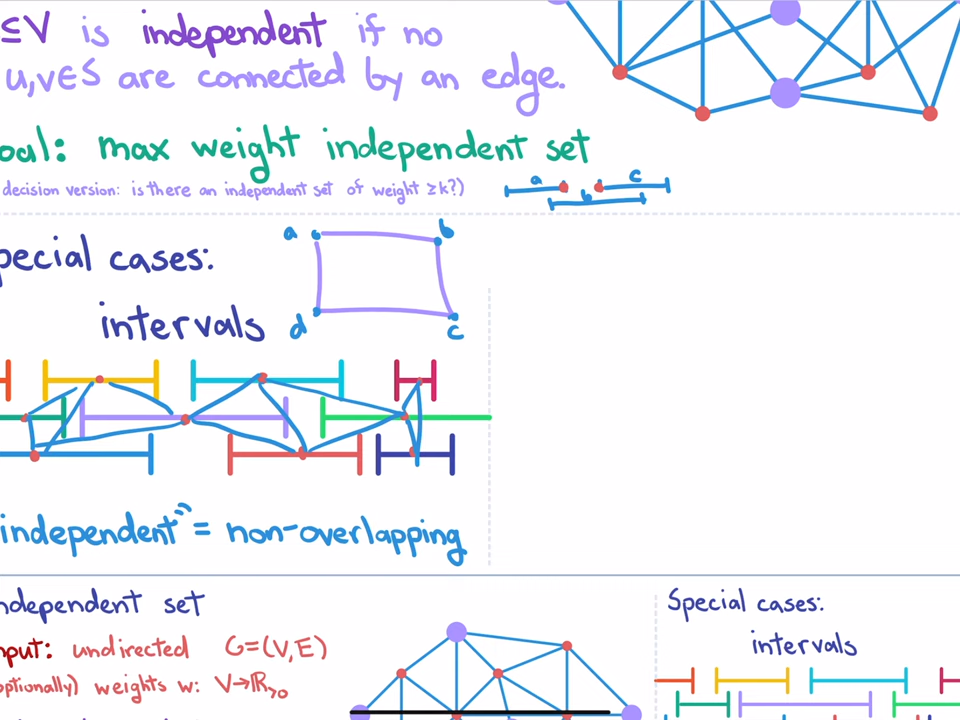 ⊆V is independent if no
u,v∈S are connected by an edge.
oal: max weight independent set
decision version: is there an independent set of weight ≥k?)
a
c
b
pecial cases:
a
b
intervals
d
c
independent" = non-overlapping
ndependent set
Special cases:
nput: undirected G=(V,E)
intervals
optionally) weights w: V→ℝ>0